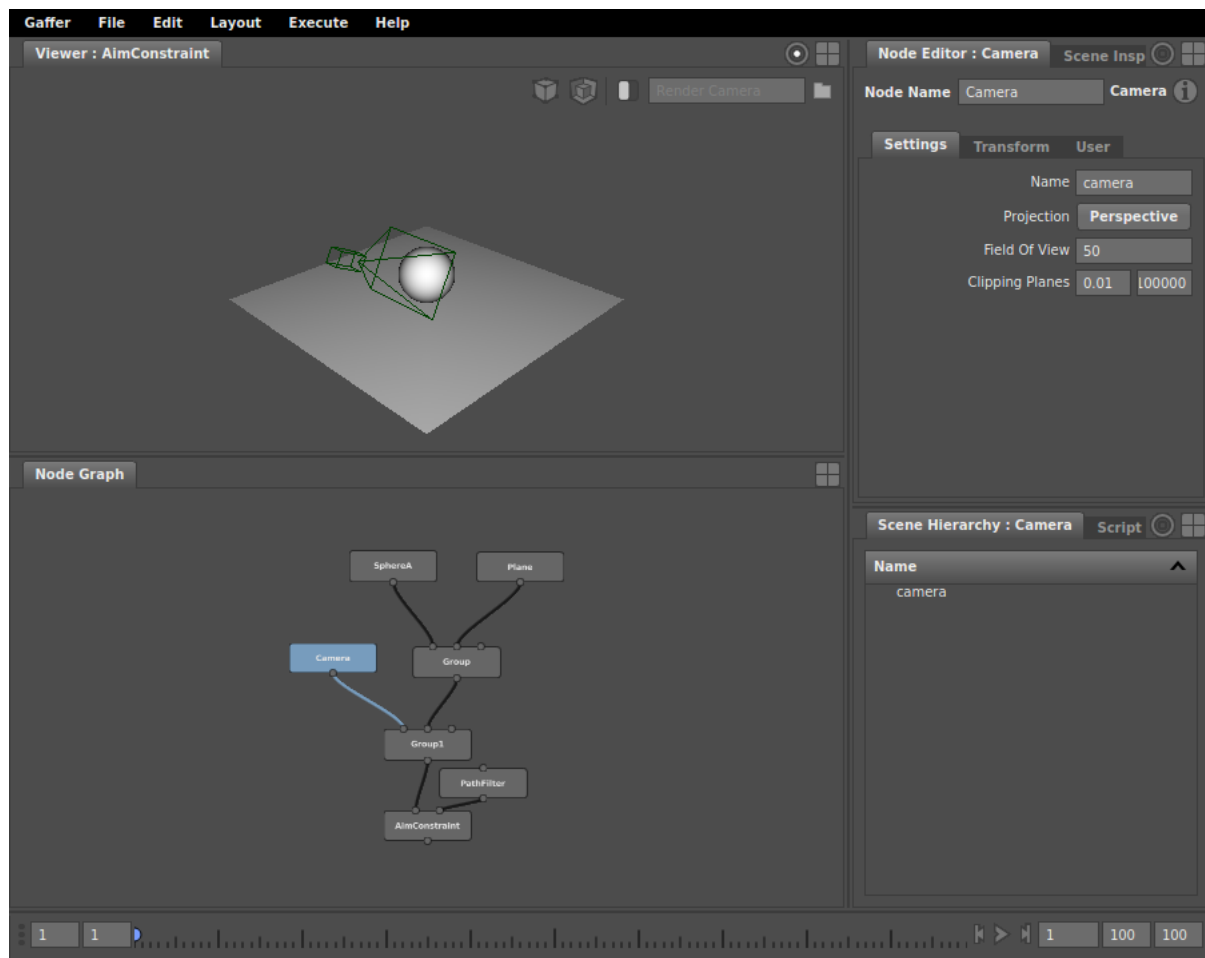 Gaffer File Edit Layout Execute Help
Viewer : AimConstraint
Render Camera
Node Editor : Camera Scene Insp
Node Name Camera Camera
Settings Transform User
Name camera
Projection Perspective
Field Of View 50
Clipping Planes 0.01 100000
Node Graph
SphereA Plane
Camera Group
Group1
PathFilter
AimConstraint
Scene Hierarchy : Camera Script
Name
camera
1 1 1 100 100